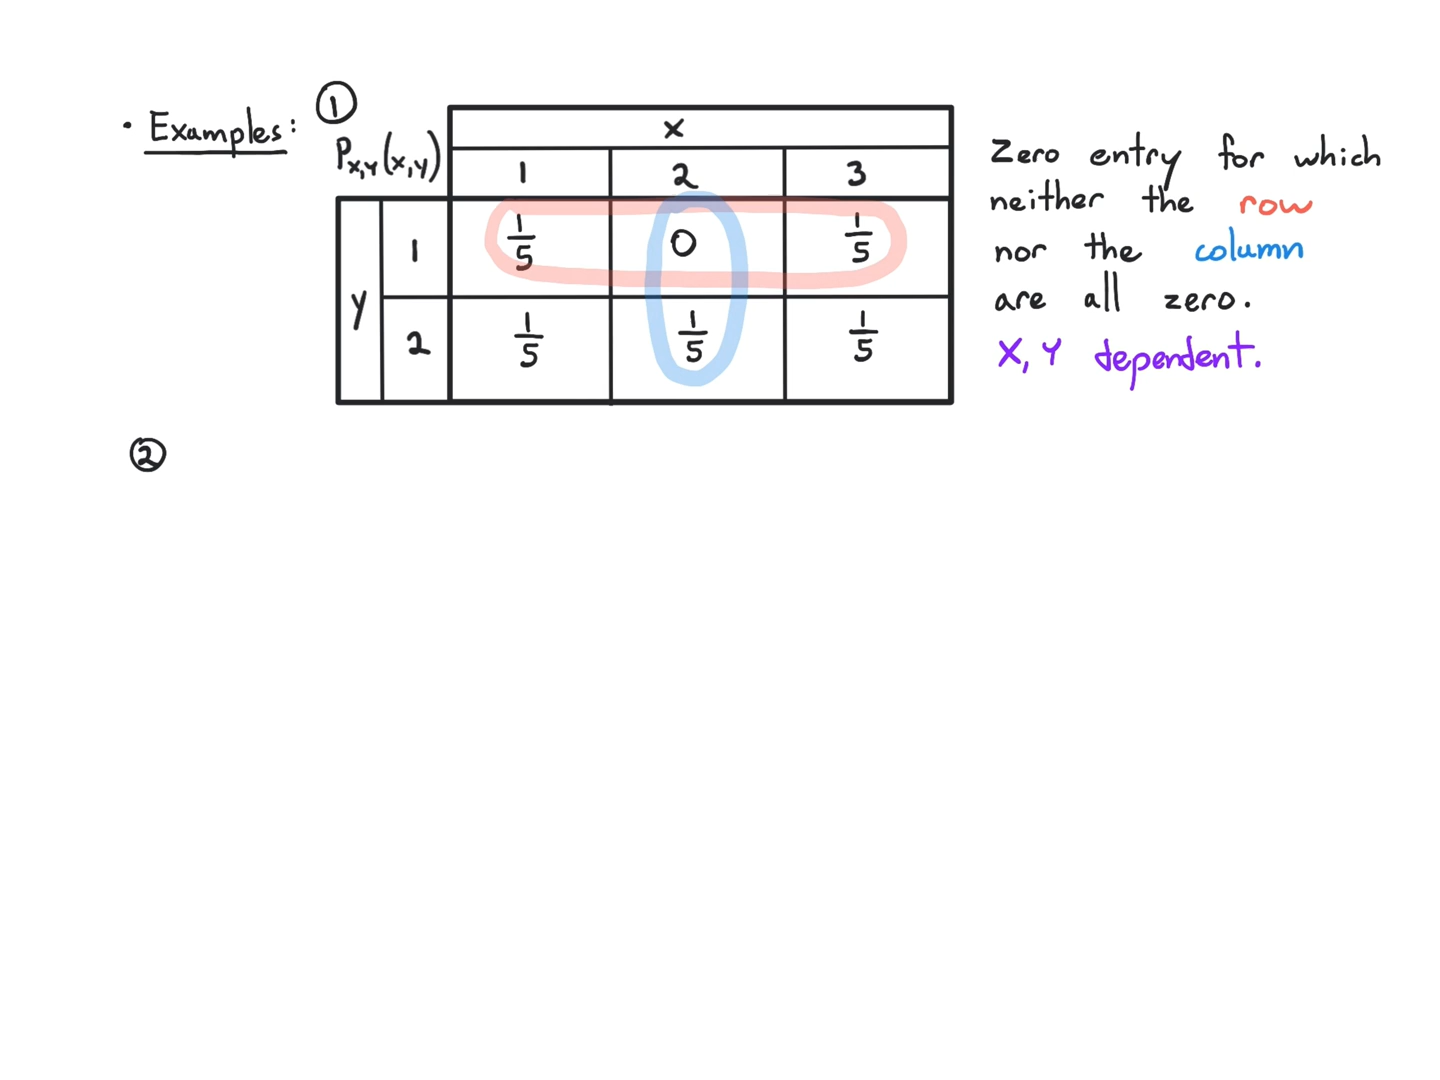 • Examples: ①
P_{X,Y}(x,y)
x
1 2 3
y 1 1/5 0 1/5
2 1/5 1/5 1/5
Zero entry for which
neither the row
nor the column
are all zero.
X, Y dependent.
②